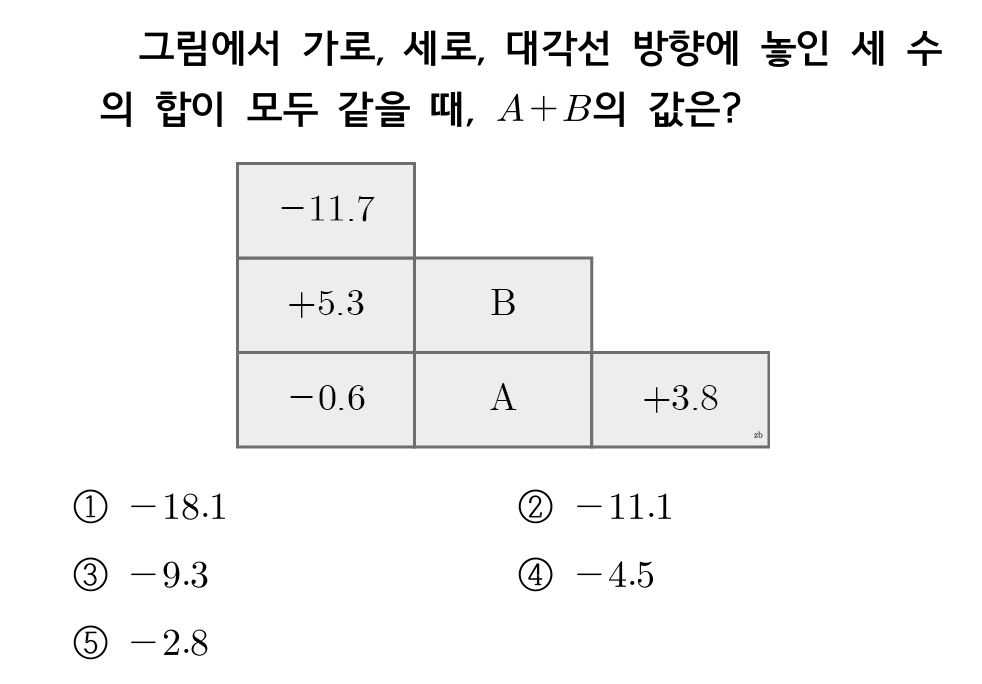 그림에서 가로, 세로, 대각선 방향에 놓인 세 수
의 합이 모두 같을 때, A+B의 값은?
−11.7
+5.3 B
−0.6 A +3.8
zb
① −18.1 ② −11.1
③ −9.3 ④ −4.5
⑤ −2.8